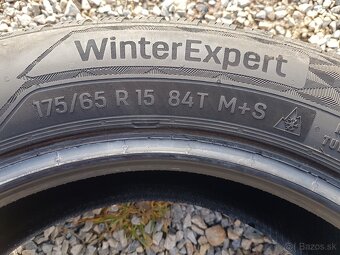 WinterExpert
175/65 R 15 84T M+S
Bazos.sk